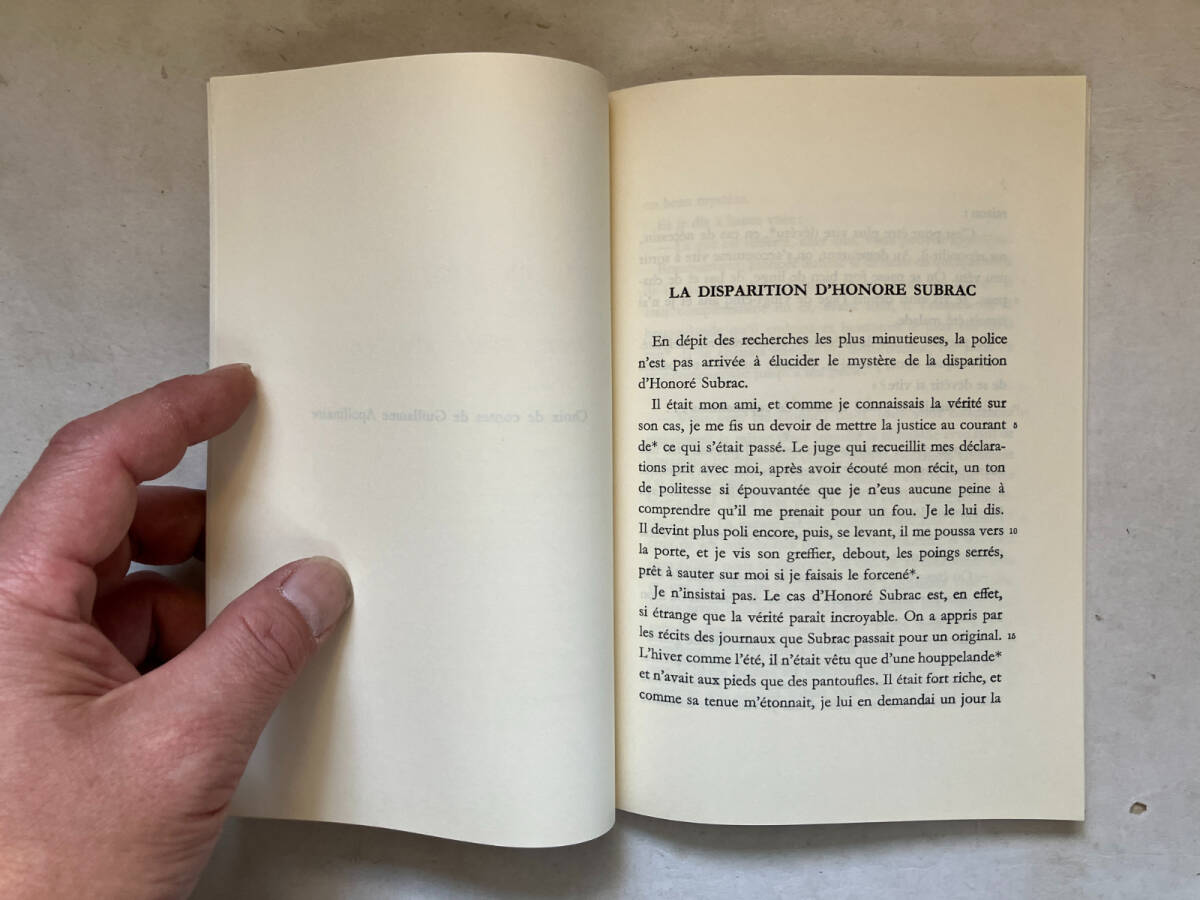 Choix de contes de Guillaume Apollinaire
LA DISPARITION D'HONORE SUBRAC
En dépit des recherches les plus minutieuses, la police
n'est pas arrivée à élucider le mystère de la disparition
d'Honoré Subrac.
Il était mon ami, et comme je connaissais la vérité sur
son cas, je me fis un devoir de mettre la justice au courant 5
de* ce qui s'était passé. Le juge qui recueillit mes déclara-
tions prit avec moi, après avoir écouté mon récit, un ton
de politesse si épouvantée que je n'eus aucune peine à
comprendre qu'il me prenait pour un fou. Je le lui dis.
Il devint plus poli encore, puis, se levant, il me poussa vers 10
la porte, et je vis son greffier, debout, les poings serrés,
prêt à sauter sur moi si je faisais le forcené*.
Je n'insistai pas. Le cas d'Honoré Subrac est, en effet,
si étrange que la vérité parait incroyable. On a appris par
les récits des journaux que Subrac passait pour un original. 15
L'hiver comme l'été, il n'était vêtu que d'une houppelande*
et n'avait aux pieds que des pantoufles. Il était fort riche, et
comme sa tenue m'étonnait, je lui en demandai un jour la